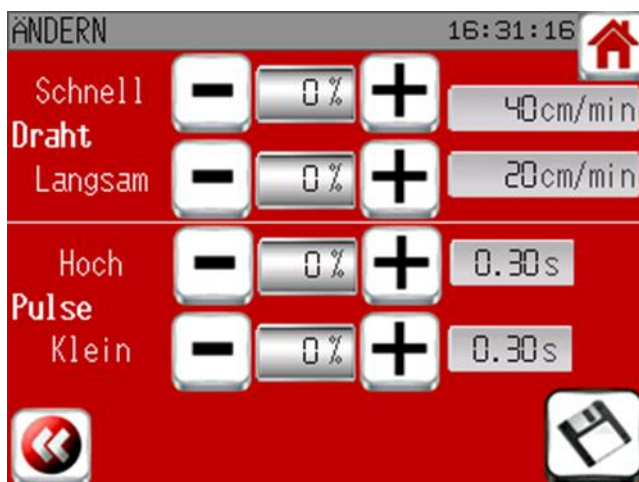 ÄNDERN 16:31:16
Schnell 0% 40cm/min
Draht
Langsam 0% 20cm/min
Hoch 0% 0.30s
Pulse
Klein 0% 0.30s